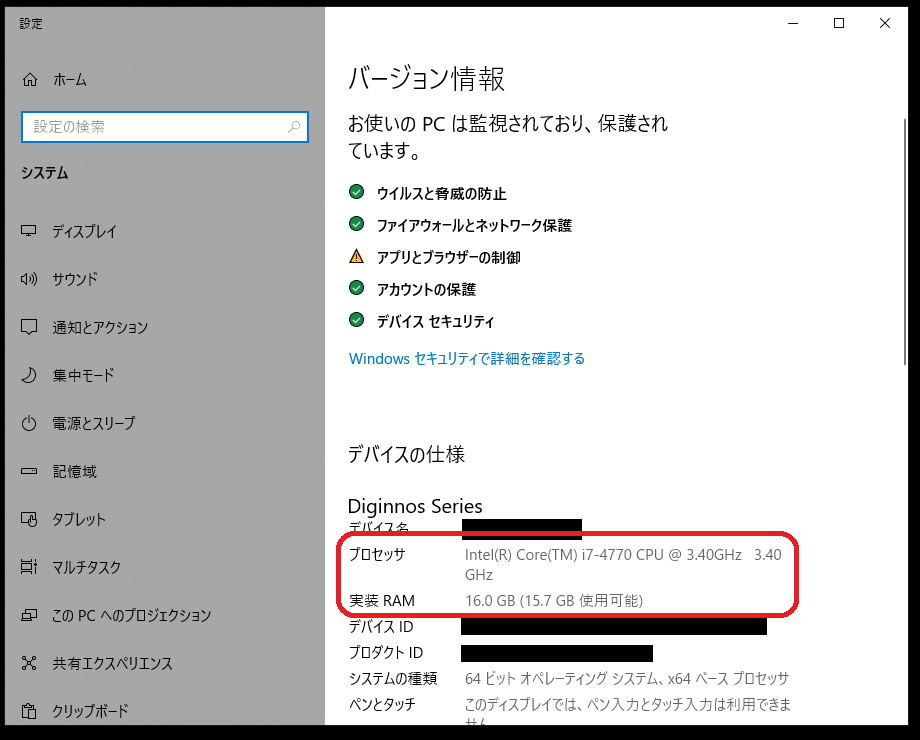 設定
ホーム
設定の検索
システム
ディスプレイ
サウンド
通知とアクション
集中モード
電源とスリープ
記憶域
タブレット
マルチタスク
この PC へのプロジェクション
共有エクスペリエンス
クリップボード
バージョン情報
お使いの PC は監視されており、保護され
ています。
ウイルスと脅威の防止
ファイアウォールとネットワーク保護
アプリとブラウザーの制御
アカウントの保護
デバイス セキュリティ
Windows セキュリティで詳細を確認する
デバイスの仕様
Diginnos Series
デバイス名
プロセッサ Intel(R) Core(TM) i7-4770 CPU @ 3.40GHz 3.40
GHz
実装 RAM 16.0 GB (15.7 GB 使用可能)
デバイス ID
プロダクト ID
システムの種類 64 ビット オペレーティング システム、x64 ベース プロセッサ
ペンとタッチ このディスプレイでは、ペン入力とタッチ入力は利用できま
せん